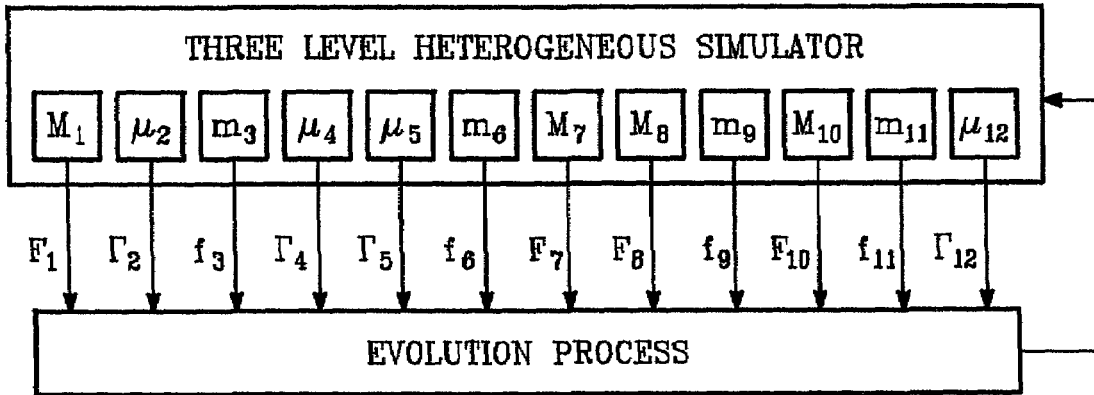 THREE LEVEL HETEROGENEOUS SIMULATOR
M₁ μ₂ m₃ μ₄ μ₅ m₆ M₇ M₈ m₉ M₁₀ m₁₁ μ₁₂
F₁ Γ₂ f₃ Γ₄ Γ₅ f₆ F₇ F₈ f₉ F₁₀ f₁₁ Γ₁₂
EVOLUTION PROCESS